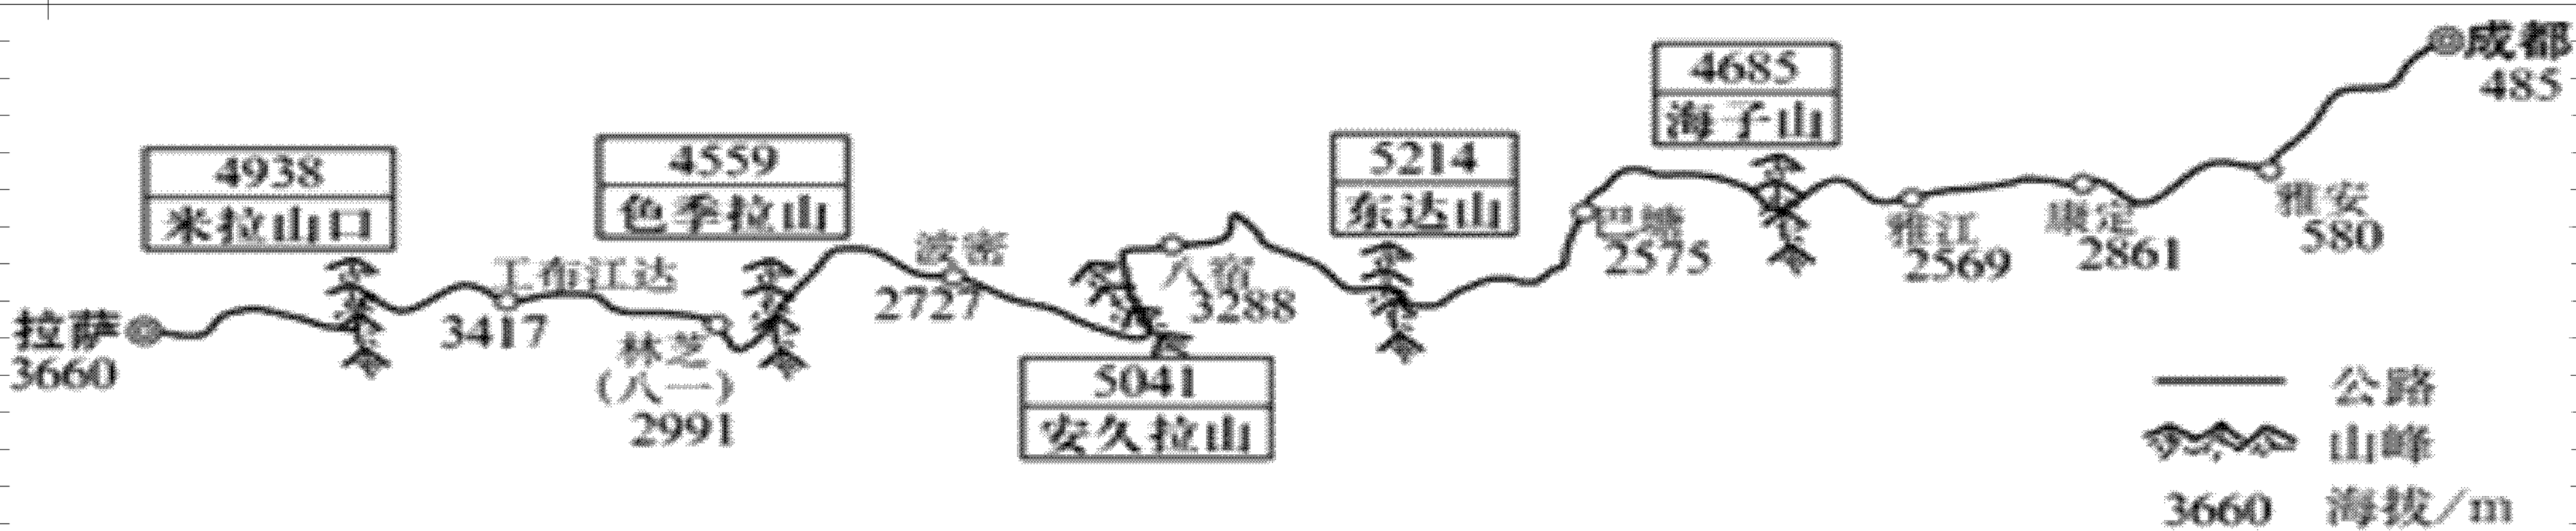 成都
485
4685
海子山
5214
东达山
4559
色季拉山
4938
米拉山口
雅安
580
康定
2861
雅江
2569
巴塘
2575
八宿
3288
波密
2727
工布江达
3417
林芝
(八一)
2991
拉萨
3660
5041
安久拉山
公路
山峰
3660 海拔/m